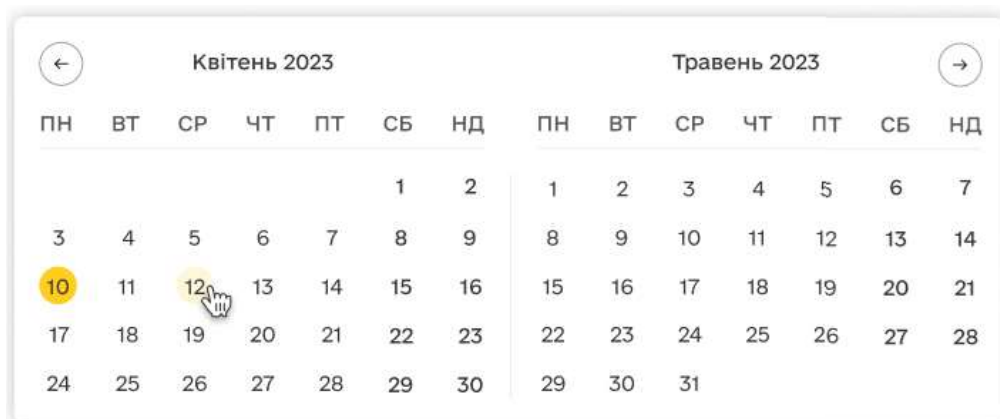 ← Квітень 2023
ПН ВТ СР ЧТ ПТ СБ НД
1 2
3 4 5 6 7 8 9
10 11 12 13 14 15 16
17 18 19 20 21 22 23
24 25 26 27 28 29 30
Травень 2023 →
ПН ВТ СР ЧТ ПТ СБ НД
1 2 3 4 5 6 7
8 9 10 11 12 13 14
15 16 17 18 19 20 21
22 23 24 25 26 27 28
29 30 31